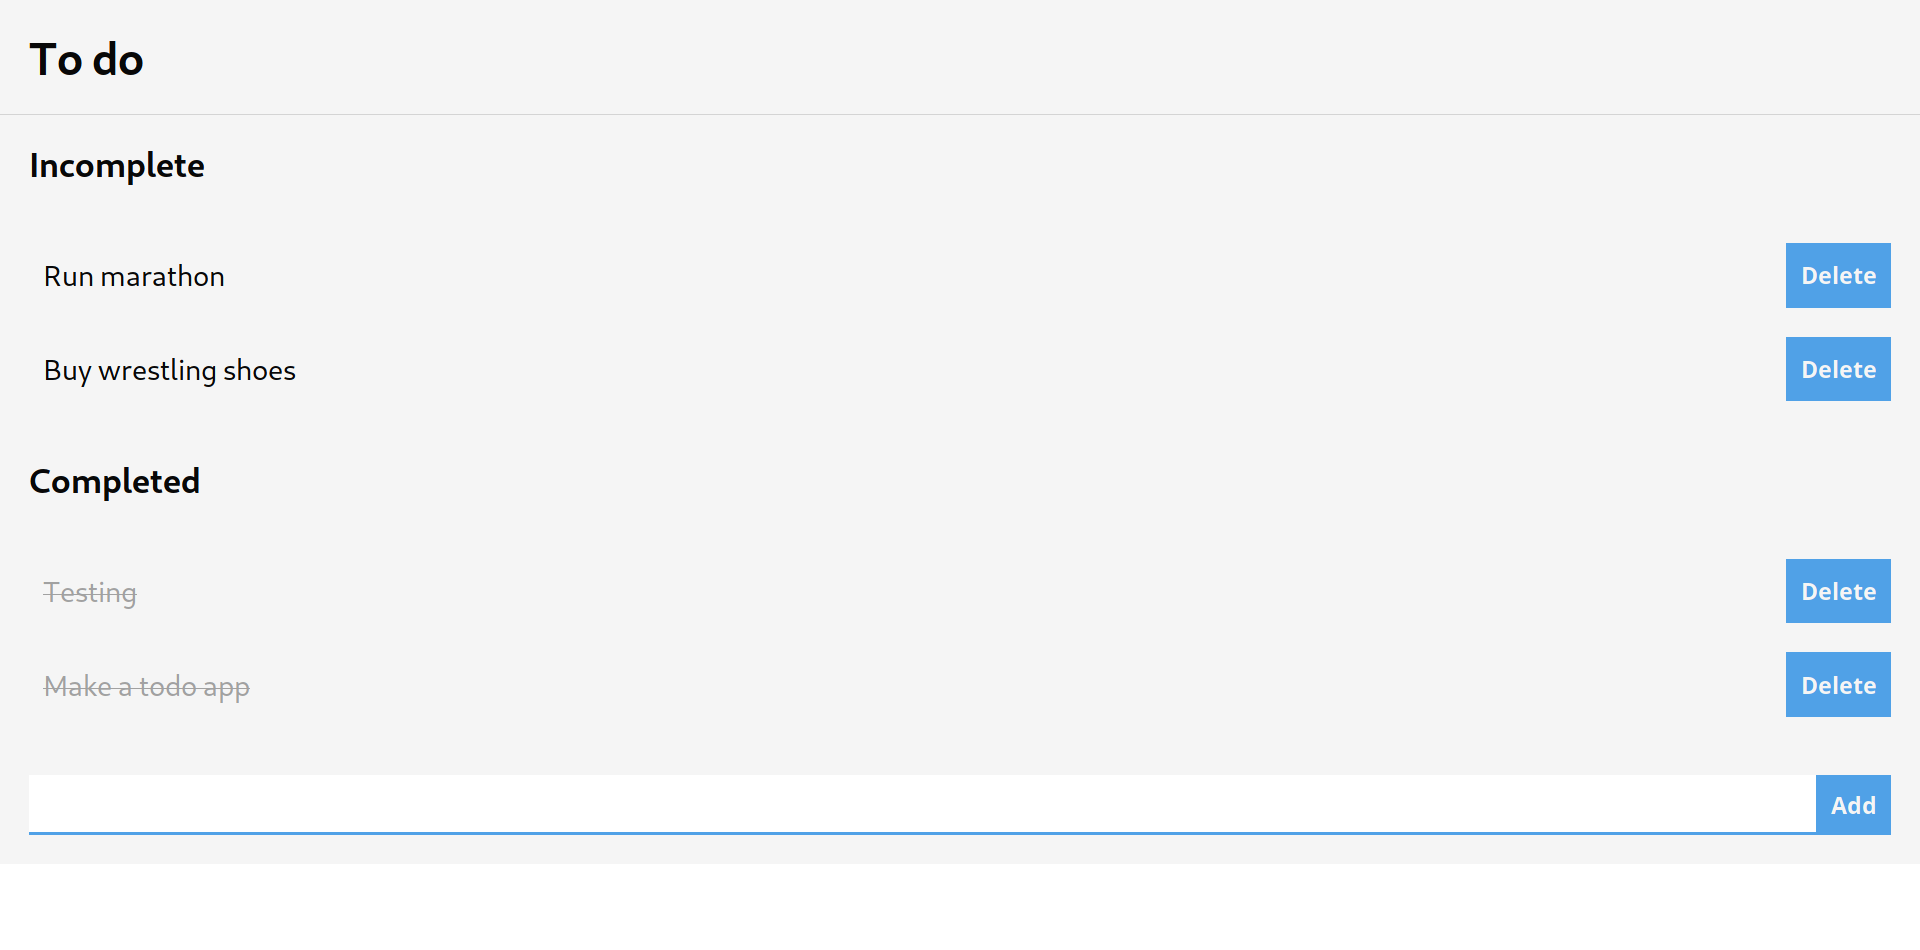 To do
Incomplete
Run marathon Delete
Buy wrestling shoes Delete
Completed
Testing Delete
Make a todo app Delete
Add